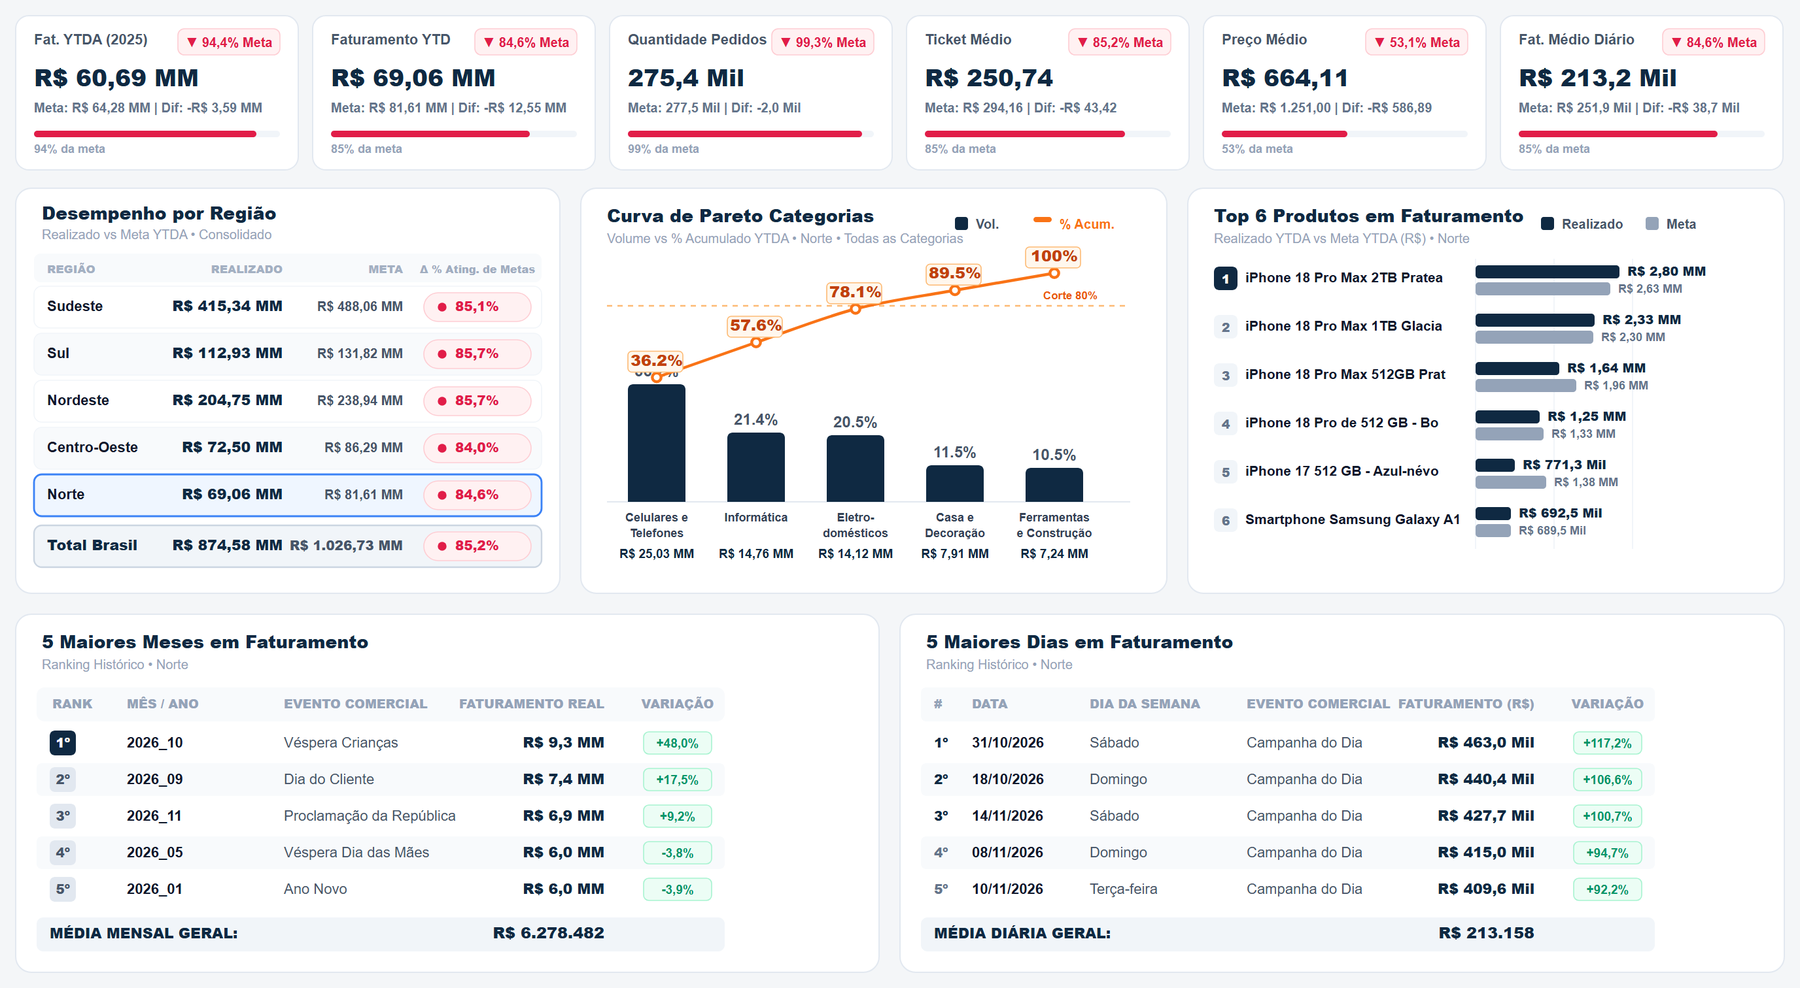 Fat. YTDA (2025)
▼ 94,4% Meta
R$ 60,69 MM
Meta: R$ 64,28 MM | Dif: -R$ 3,59 MM
94% da meta
Faturamento YTD
▼ 84,6% Meta
R$ 69,06 MM
Meta: R$ 81,61 MM | Dif: -R$ 12,55 MM
85% da meta
Quantidade Pedidos
▼ 99,3% Meta
275,4 Mil
Meta: 277,5 Mil | Dif: -2,0 Mil
99% da meta
Ticket Médio
▼ 85,2% Meta
R$ 250,74
Meta: R$ 294,16 | Dif: -R$ 43,42
85% da meta
Preço Médio
▼ 53,1% Meta
R$ 664,11
Meta: R$ 1.251,00 | Dif: -R$ 586,89
53% da meta
Fat. Médio Diário
▼ 84,6% Meta
R$ 213,2 Mil
Meta: R$ 251,9 Mil | Dif: -R$ 38,7 Mil
85% da meta
Desempenho por Região
Realizado vs Meta YTDA • Consolidado
REGIÃO REALIZADO META Δ % Ating. de Metas
Sudeste R$ 415,34 MM R$ 488,06 MM ● 85,1%
Sul R$ 112,93 MM R$ 131,82 MM ● 85,7%
Nordeste R$ 204,75 MM R$ 238,94 MM ● 85,7%
Centro-Oeste R$ 72,50 MM R$ 86,29 MM ● 84,0%
Norte R$ 69,06 MM R$ 81,61 MM ● 84,6%
Total Brasil R$ 874,58 MM R$ 1.026,73 MM ● 85,2%
Curva de Pareto Categorias
Vol. % Acum.
Volume vs % Acumulado YTDA • Norte • Todas as Categorias
100%
89.5%
78.1%
57.6%
36.2%
Corte 80%
21.4%
20.5%
11.5%
10.5%
Celulares e Telefones
R$ 25,03 MM
Informática
R$ 14,76 MM
Eletro-
domésticos
R$ 14,12 MM
Casa e
Decoração
R$ 7,91 MM
Ferramentas
e Construção
R$ 7,24 MM
Top 6 Produtos em Faturamento
Realizado Meta
Realizado YTDA vs Meta YTDA (R$) • Norte
1 iPhone 18 Pro Max 2TB Pratea R$ 2,80 MM
R$ 2,63 MM
2 iPhone 18 Pro Max 1TB Glacia R$ 2,33 MM
R$ 2,30 MM
3 iPhone 18 Pro Max 512GB Prat R$ 1,64 MM
R$ 1,96 MM
4 iPhone 18 Pro de 512 GB - Bo R$ 1,25 MM
R$ 1,33 MM
5 iPhone 17 512 GB - Azul-névo R$ 771,3 Mil
R$ 1,38 MM
6 Smartphone Samsung Galaxy A1 R$ 692,5 Mil
R$ 689,5 Mil
5 Maiores Meses em Faturamento
Ranking Histórico • Norte
RANK MÊS / ANO EVENTO COMERCIAL FATURAMENTO REAL VARIAÇÃO
1º 2026_10 Véspera Crianças R$ 9,3 MM +48,0%
2º 2026_09 Dia do Cliente R$ 7,4 MM +17,5%
3º 2026_11 Proclamação da República R$ 6,9 MM +9,2%
4º 2026_05 Véspera Dia das Mães R$ 6,0 MM -3,8%
5º 2026_01 Ano Novo R$ 6,0 MM -3,9%
MÉDIA MENSAL GERAL: R$ 6.278.482
5 Maiores Dias em Faturamento
Ranking Histórico • Norte
# DATA DIA DA SEMANA EVENTO COMERCIAL FATURAMENTO (R$) VARIAÇÃO
1º 31/10/2026 Sábado Campanha do Dia R$ 463,0 Mil +117,2%
2º 18/10/2026 Domingo Campanha do Dia R$ 440,4 Mil +106,6%
3º 14/11/2026 Sábado Campanha do Dia R$ 427,7 Mil +100,7%
4º 08/11/2026 Domingo Campanha do Dia R$ 415,0 Mil +94,7%
5º 10/11/2026 Terça-feira Campanha do Dia R$ 409,6 Mil +92,2%
MÉDIA DIÁRIA GERAL: R$ 213.158